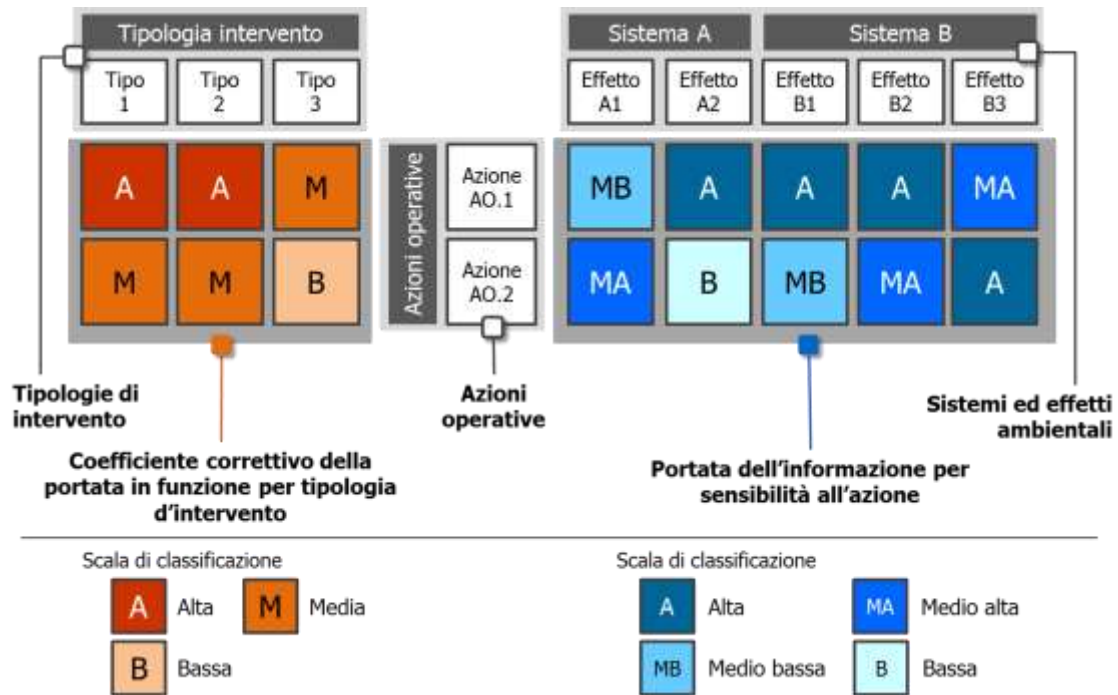 Tipologia intervento
Sistema A
Sistema B
Tipo
1
Tipo
2
Tipo
3
Effetto
A1
Effetto
A2
Effetto
B1
Effetto
B2
Effetto
B3
A
A
M
Azioni operative
Azione
AO.1
MB
A
A
A
MA
M
M
B
Azione
AO.2
MA
B
MB
MA
A
Tipologie di
intervento
Azioni
operative
Sistemi ed effetti
ambientali
Coefficiente correttivo della
portata in funzione per tipologia
d'intervento
Portata dell'informazione per
sensibilità all'azione
Scala di classificazione
A Alta
M Media
B Bassa
Scala di classificazione
A Alta
MA Medio alta
MB Medio bassa
B Bassa